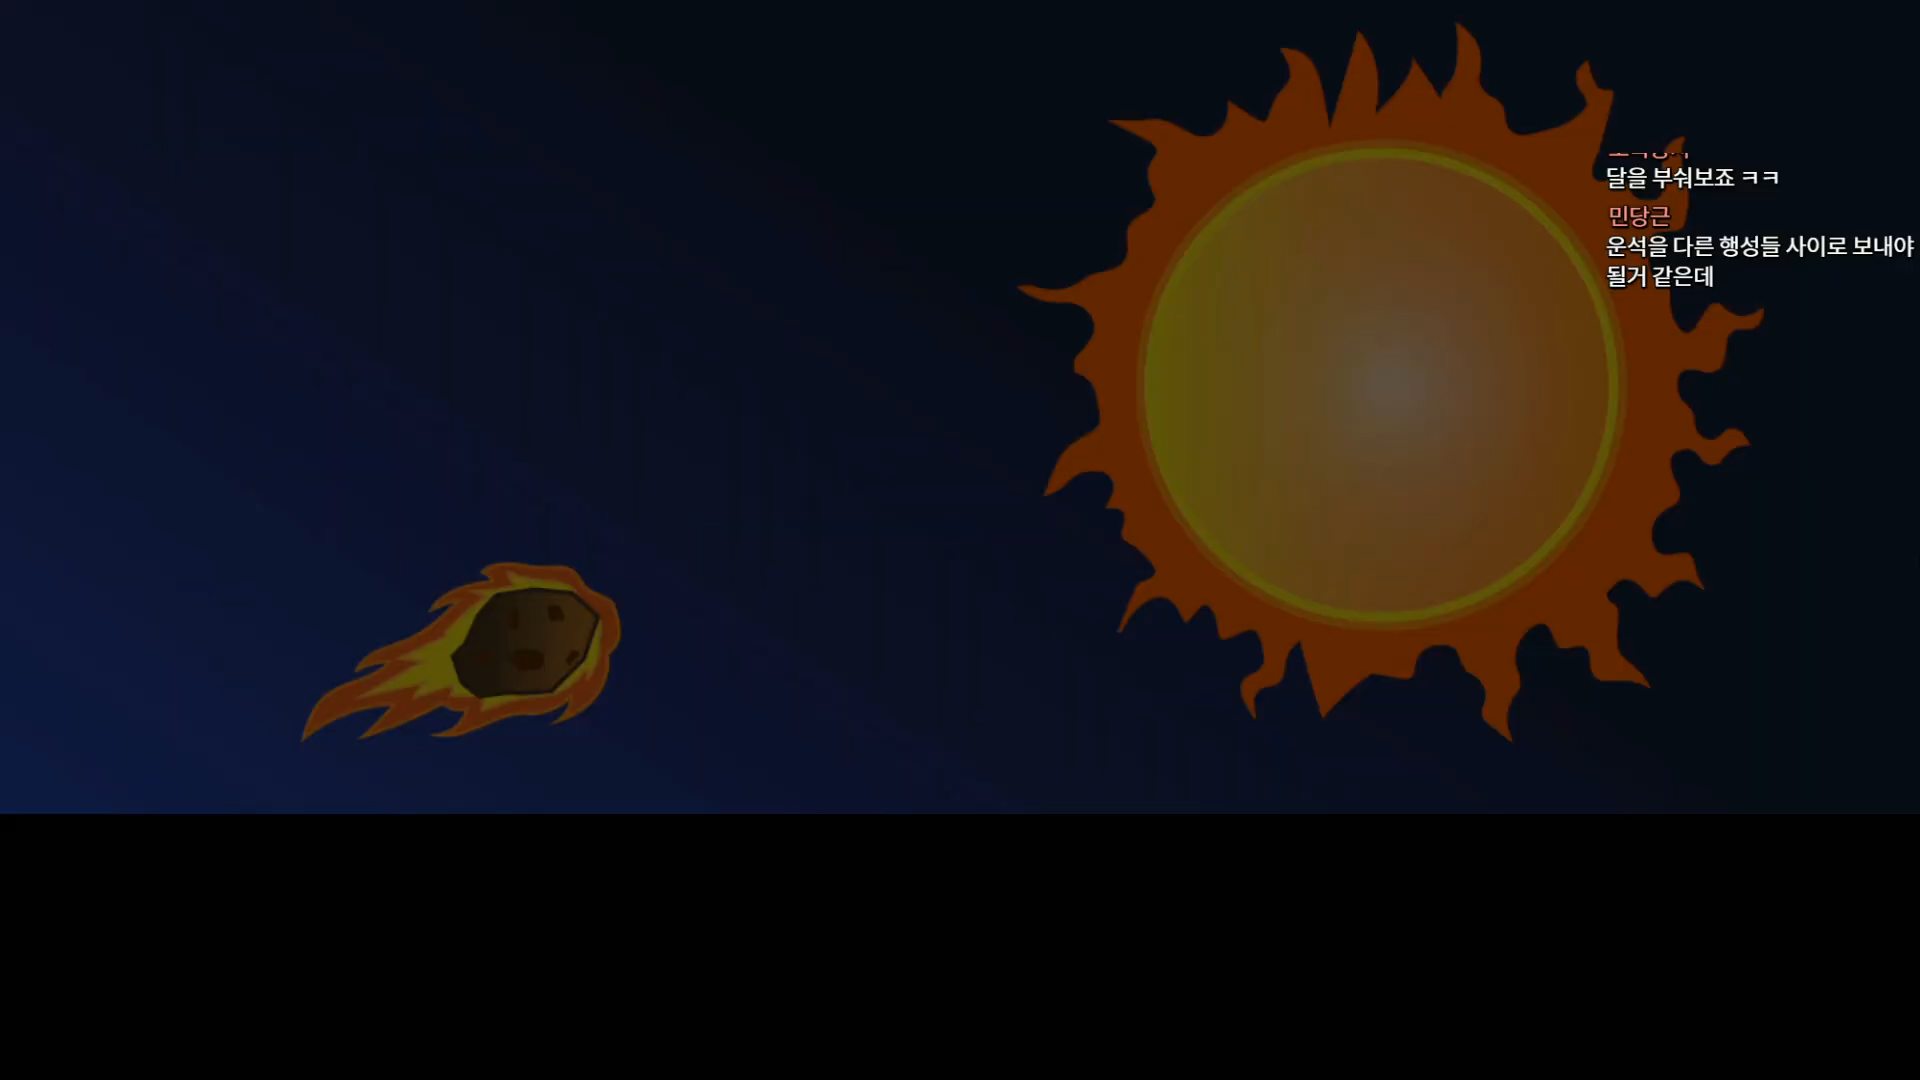 달을 부숴보죠 ㅋㅋ
민당근
운석을 다른 행성들 사이로 보내야
될거 같은데